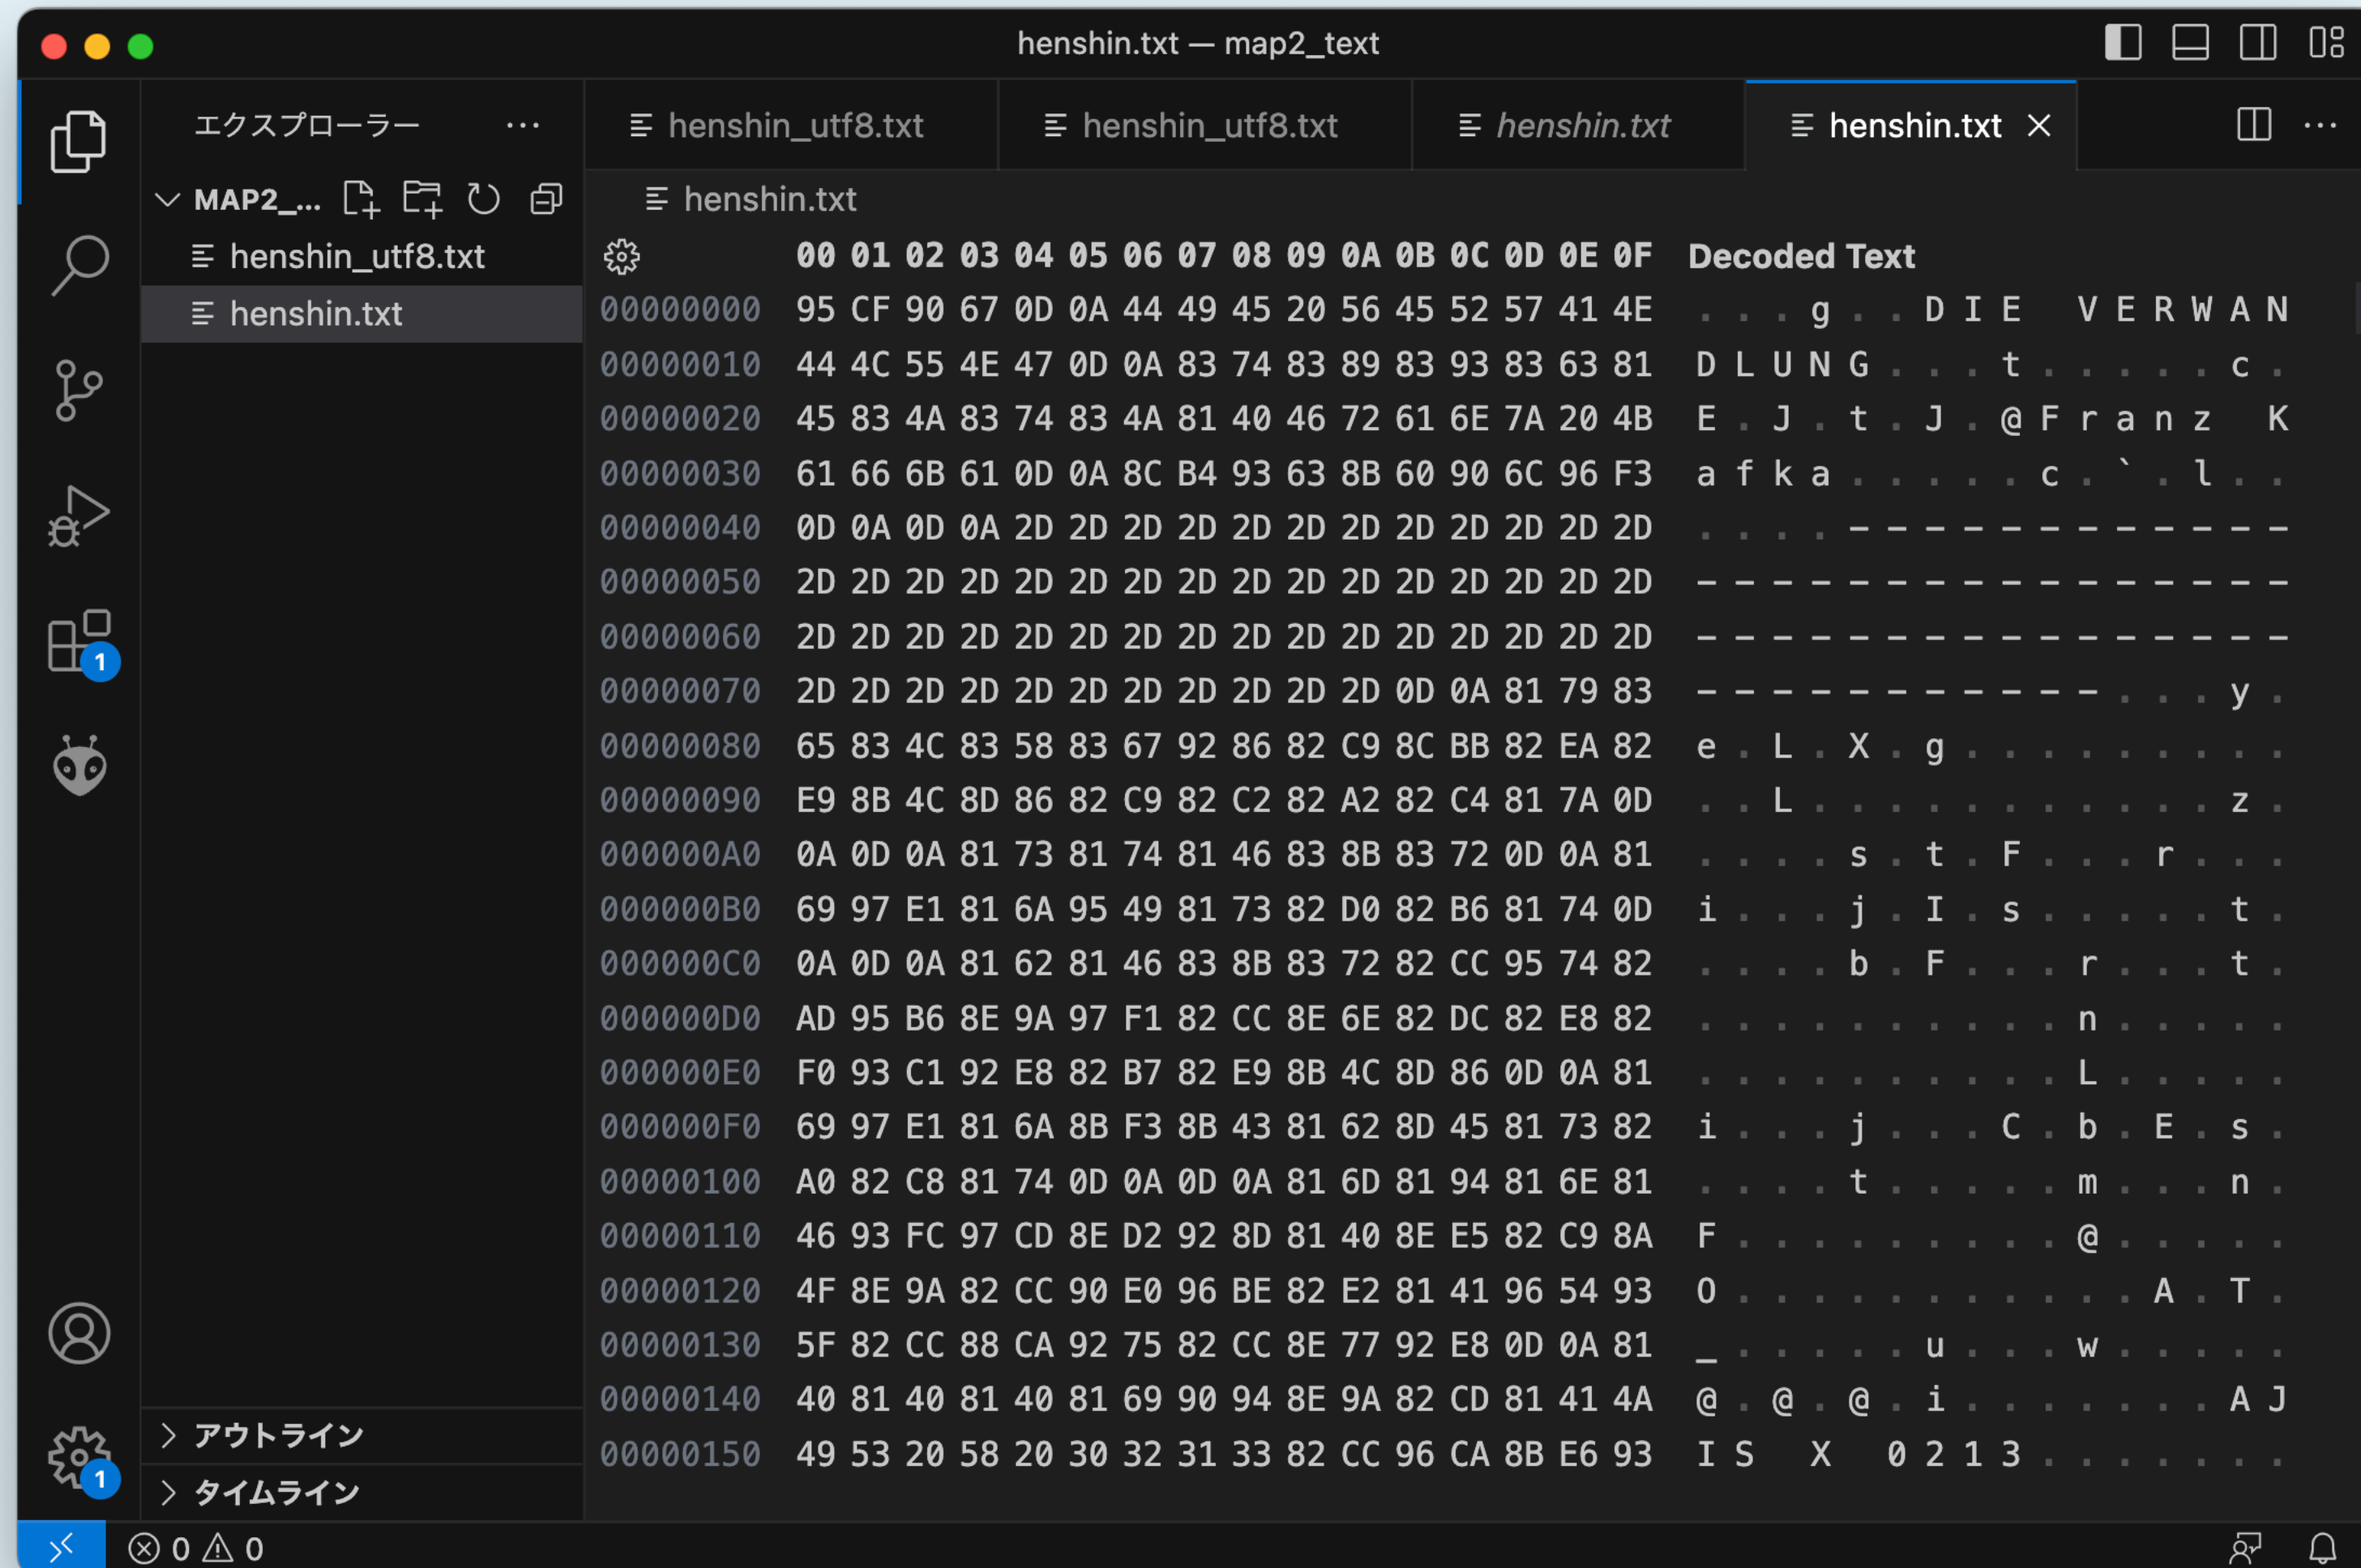 henshin.txt — map2_text
エクスプローラー ...
henshin_utf8.txt henshin_utf8.txt henshin.txt henshin.txt ...
MAP2_...
henshin_utf8.txt
henshin.txt
henshin.txt
00 01 02 03 04 05 06 07 08 09 0A 0B 0C 0D 0E 0F Decoded Text
00000000 95 CF 90 67 0D 0A 44 49 45 20 56 45 52 57 41 4E . . . g . . D I E   V E R W A N
00000010 44 4C 55 4E 47 0D 0A 83 74 83 89 83 93 83 63 81 D L U N G . . . t . . . . . c .
00000020 45 83 4A 83 74 83 4A 81 40 46 72 61 6E 7A 20 4B E . J . t . J . @ F r a n z   K
00000030 61 66 6B 61 0D 0A 8C B4 93 63 8B 60 90 6C 96 F3 a f k a . . . . . c . ` . l . .
00000040 0D 0A 0D 0A 2D 2D 2D 2D 2D 2D 2D 2D 2D 2D 2D 2D . . . . - - - - - - - - - - - -
00000050 2D 2D 2D 2D 2D 2D 2D 2D 2D 2D 2D 2D 2D 2D 2D 2D - - - - - - - - - - - - - - - -
00000060 2D 2D 2D 2D 2D 2D 2D 2D 2D 2D 2D 2D 2D 2D 2D 2D - - - - - - - - - - - - - - - -
00000070 2D 2D 2D 2D 2D 2D 2D 2D 2D 2D 2D 0D 0A 81 79 83 - - - - - - - - - - - . . . y .
00000080 65 83 4C 83 58 83 67 92 86 82 C9 8C BB 82 EA 82 e . L . X . g . . . . . . . . .
00000090 E9 8B 4C 8D 86 82 C9 82 C2 82 A2 82 C4 81 7A 0D . . L . . . . . . . . . . . z .
000000A0 0A 0D 0A 81 73 81 74 81 46 83 8B 83 72 0D 0A 81 . . . . s . t . F . . . r . . .
000000B0 69 97 E1 81 6A 95 49 81 73 82 D0 82 B6 81 74 0D i . . . j . I . s . . . . . t .
000000C0 0A 0D 0A 81 62 81 46 83 8B 83 72 82 CC 95 74 82 . . . . b . F . . . r . . . t .
000000D0 AD 95 B6 8E 9A 97 F1 82 CC 8E 6E 82 DC 82 E8 82 . . . . . . . . . . n . . . . .
000000E0 F0 93 C1 92 E8 82 B7 82 E9 8B 4C 8D 86 0D 0A 81 . . . . . . . . . . L . . . . .
000000F0 69 97 E1 81 6A 8B F3 8B 43 81 62 8D 45 81 73 82 i . . . j . . . C . b . E . s .
00000100 A0 82 C8 81 74 0D 0A 0D 0A 81 6D 81 94 81 6E 81 . . . . t . . . . . m . . . n .
00000110 46 93 FC 97 CD 8E D2 92 8D 81 40 8E E5 82 C9 8A F . . . . . . . . . @ . . . . .
00000120 4F 8E 9A 82 CC 90 E0 96 BE 82 E2 81 41 96 54 93 O . . . . . . . . . . . A . T .
00000130 5F 82 CC 88 CA 92 75 82 CC 8E 77 92 E8 0D 0A 81 _ . . . . . u . . . w . . . . .
00000140 40 81 40 81 40 81 69 90 94 8E 9A 82 CD 81 41 4A @ . @ . @ . i . . . . . . . A J
00000150 49 53 20 58 20 30 32 31 33 82 CC 96 CA 8B E6 93 I S   X   0 2 1 3 . . . . . . .
アウトライン
タイムライン
1
1
0 0